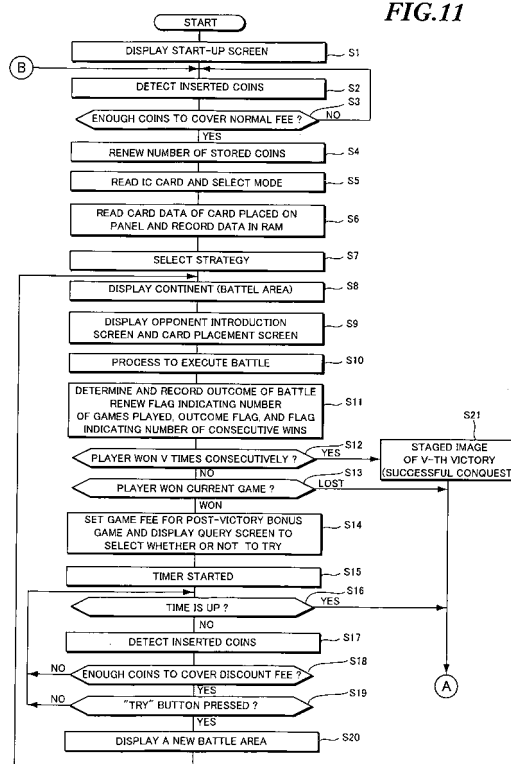 FIG.11
START
DISPLAY START-UP SCREEN
S1
B
DETECT INSERTED COINS
S2
ENOUGH COINS TO COVER NORMAL FEE ?
S3
NO
YES
RENEW NUMBER OF STORED COINS
S4
READ IC CARD AND SELECT MODE
S5
READ CARD DATA OF CARD PLACED ON
PANEL AND RECORD DATA IN RAM
S6
SELECT STRATEGY
S7
DISPLAY CONTINENT (BATTEL AREA)
S8
DISPLAY OPPONENT INTRODUCTION
SCREEN AND CARD PLACEMENT SCREEN
S9
PROCESS TO EXECUTE BATTLE
S10
DETERMINE AND RECORD OUTCOME OF BATTLE
RENEW FLAG INDICATING NUMBER
OF GAMES PLAYED, OUTCOME FLAG, AND FLAG
INDICATING NUMBER OF CONSECUTIVE WINS
S11
PLAYER WON V TIMES CONSECUTIVELY ?
S12
YES
S21
STAGED IMAGE
OF V-TH VICTORY
(SUCCESSFUL CONQUEST
NO
PLAYER WON CURRENT GAME ?
S13
LOST
WON
SET GAME FEE FOR POST-VICTORY BONUS
GAME AND DISPLAY QUERY SCREEN TO
SELECT WHETHER OR NOT TO TRY
S14
TIMER STARTED
S15
TIME IS UP ?
S16
YES
NO
DETECT INSERTED COINS
S17
NO
ENOUGH COINS TO COVER DISCOUNT FEE ?
S18
YES
NO
"TRY" BUTTON PRESSED ?
S19
A
YES
DISPLAY A NEW BATTLE AREA
S20